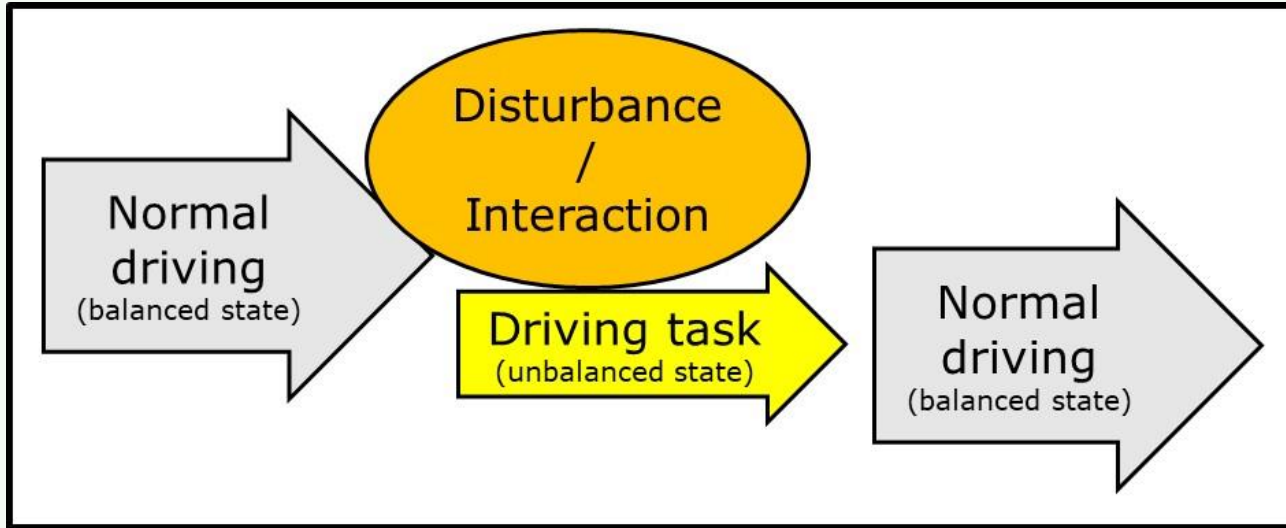 Normal
driving
(balanced state)
Disturbance
/
Interaction
Driving task
(unbalanced state)
Normal
driving
(balanced state)